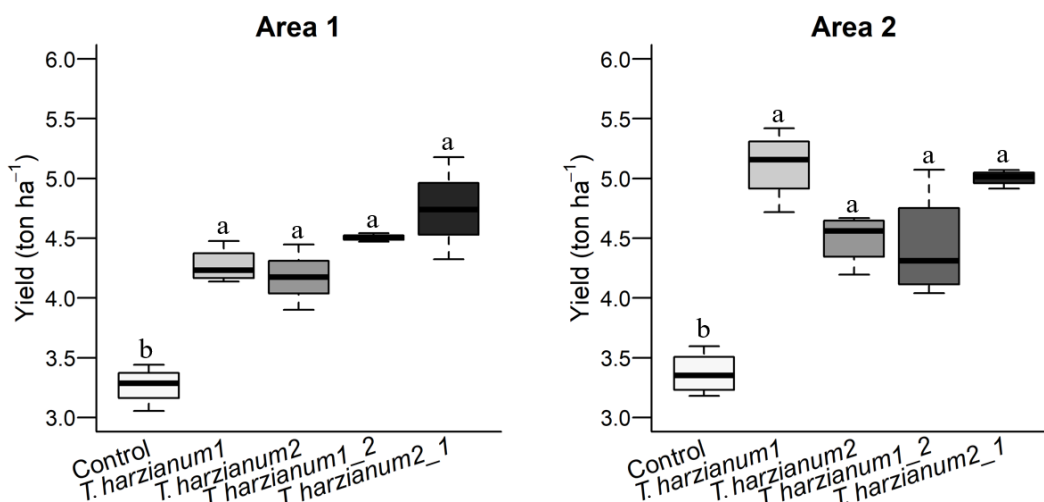 Area 1
Yield (ton ha⁻¹)
6.0
5.5
5.0
4.5
4.0
3.5
3.0
b
a
a
a
a
Control
T. harzianum1
T. harzianum2
T. harzianum1_2
T. harzianum2_1
Area 2
Yield (ton ha⁻¹)
6.0
5.5
5.0
4.5
4.0
3.5
3.0
b
a
a
a
a
Control
T. harzianum1
T. harzianum2
T. harzianum1_2
T. harzianum2_1